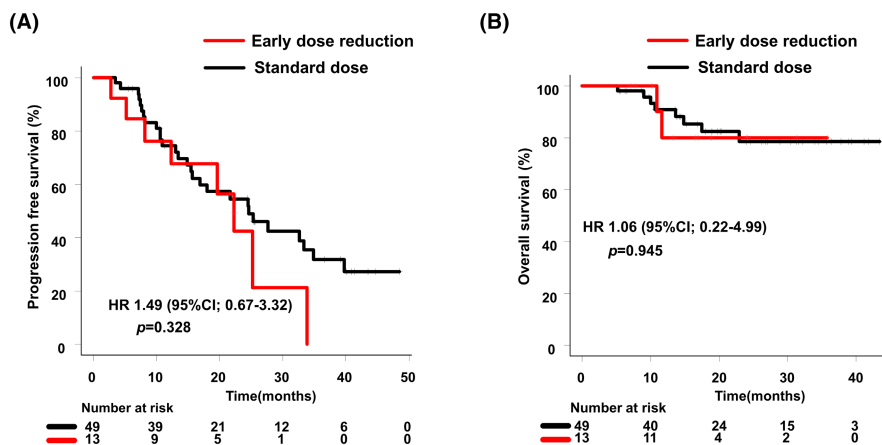 (A)
Early dose reduction
Standard dose
Progression free survival (%)
100
80
60
40
20
0
HR 1.49 (95%CI; 0.67-3.32)
p=0.328
0 10 20 30 40 50
Time(months)
Number at risk
49 39 21 12 6 0
13 9 5 1 0 0
(B)
Early dose reduction
Standard dose
Overall survival (%)
100
80
60
40
20
0
HR 1.06 (95%CI; 0.22-4.99)
p=0.945
0 10 20 30 40
Time(months)
Number at risk
49 40 24 15 3
13 11 4 2 0